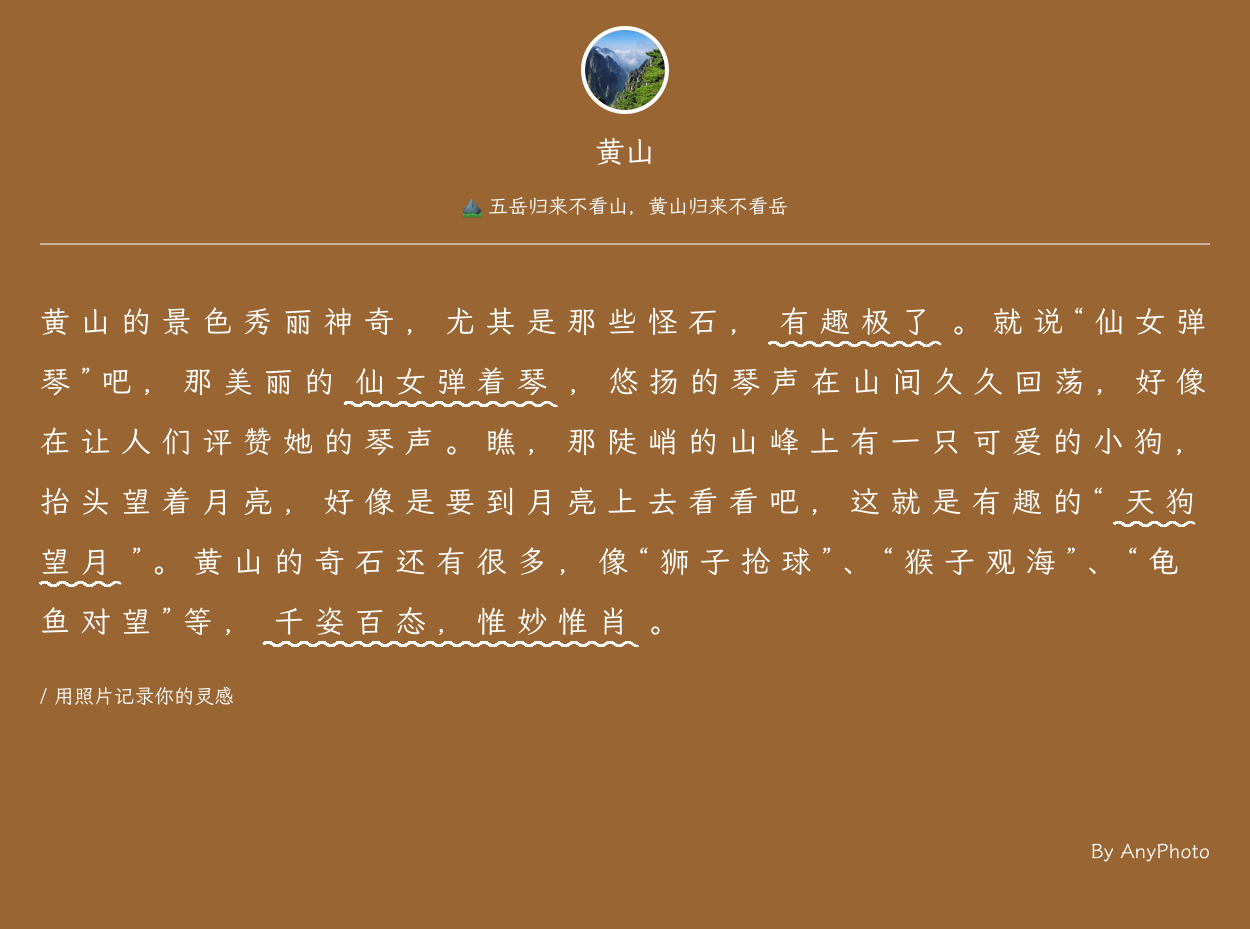 黄山
⛰️ 五岳归来不看山，黄山归来不看岳
黄山的景色秀丽神奇，尤其是那些怪石，有趣极了。就说“仙女弹
琴”吧，那美丽的仙女弹着琴，悠扬的琴声在山间久久回荡，好像
在让人们评赞她的琴声。瞧，那陡峭的山峰上有一只可爱的小狗，
抬头望着月亮，好像是要到月亮上去看看吧，这就是有趣的“天狗
望月”。黄山的奇石还有很多，像“狮子抢球”、“猴子观海”、“龟
鱼对望”等，千姿百态，惟妙惟肖。
/ 用照片记录你的灵感
By AnyPhoto